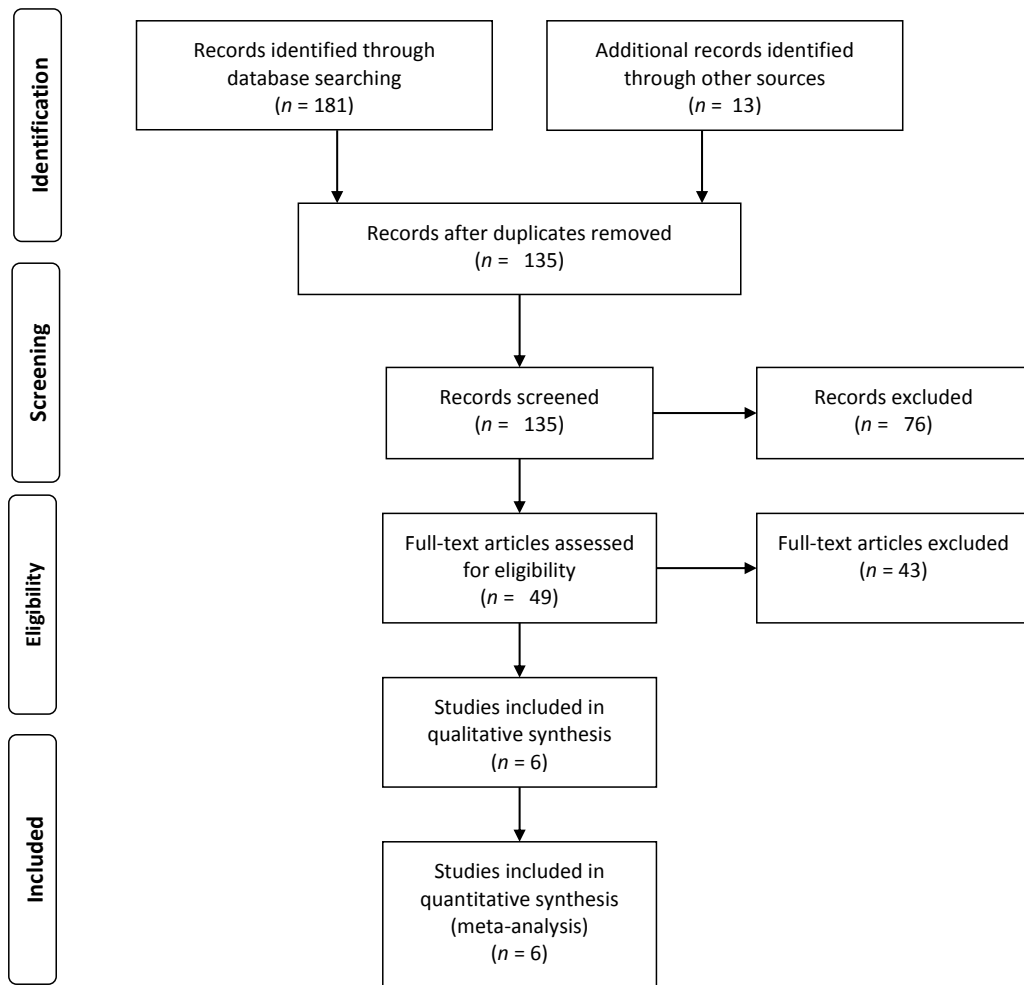 Identification
Records identified through
database searching
(n = 181)
Additional records identified
through other sources
(n = 13)
Records after duplicates removed
(n = 135)
Screening
Records screened
(n = 135)
Records excluded
(n = 76)
Eligibility
Full-text articles assessed
for eligibility
(n = 49)
Full-text articles excluded
(n = 43)
Studies included in
qualitative synthesis
(n = 6)
Included
Studies included in
quantitative synthesis
(meta-analysis)
(n = 6)